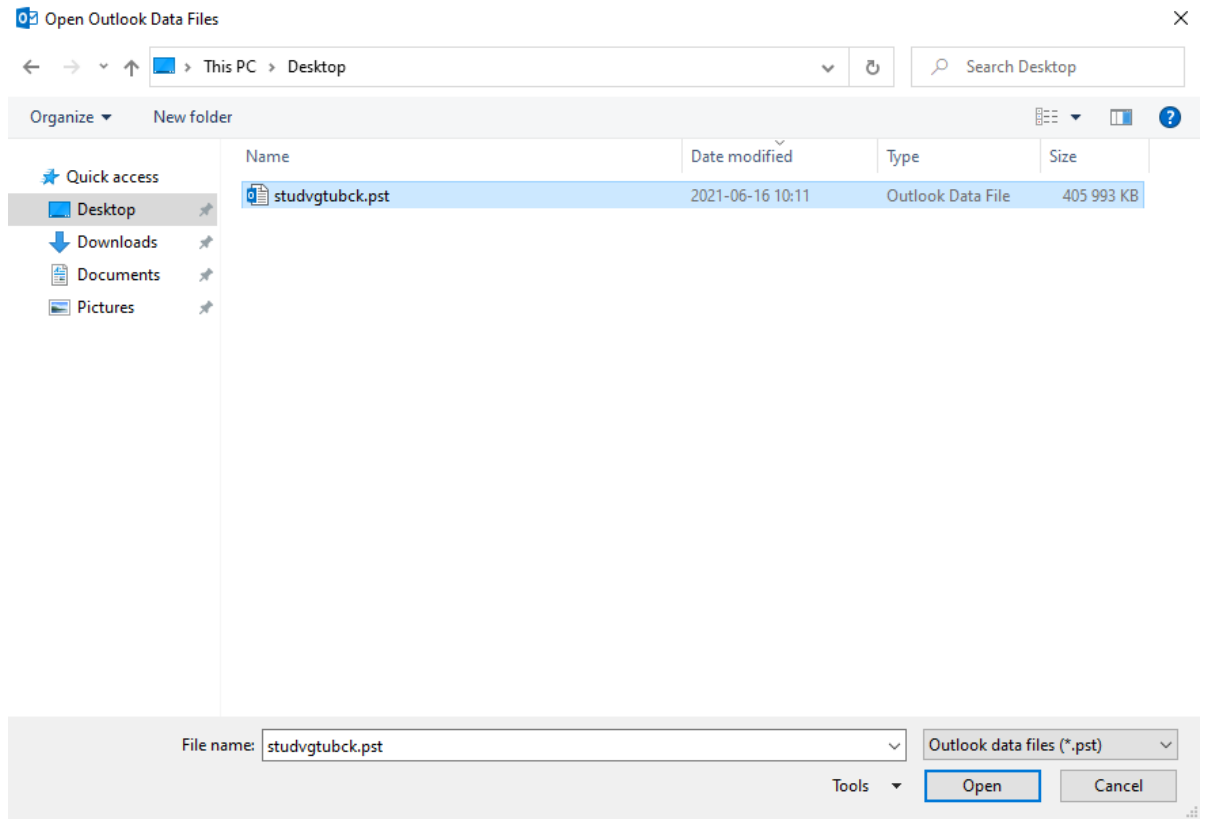 Open Outlook Data Files
This PC > Desktop
Search Desktop
Organize
New folder
Name Date modified Type Size
Quick access
studvgtubck.pst 2021-06-16 10:11 Outlook Data File 405 993 KB
Desktop
Downloads
Documents
Pictures
File name: studvgtubck.pst Outlook data files (*.pst)
Tools Open Cancel